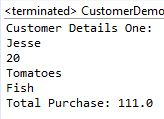 <terminated> CustomerDemo
Customer Details One:
Jesse
20
Tomatoes
Fish
Total Purchase: 111.0